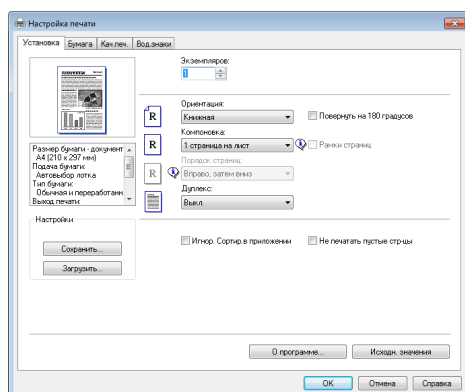 Настройка печати
Установка Бумага Кач.печ. Вод.знаки
Экземпляров:
1
Ориентация:
R Книжная Повернуть на 180 градусов
Компоновка:
R 1 страница на лист Рамки страниц
Порядок страниц:
R Вправо, затем вниз
Дуплекс:
Выкл.
Размер бумаги - документ
A4 (210 x 297 мм)
Подача бумаги:
Автовыбор лотка
Тип бумаги:
Обычная и переработанн
Выход печати:
Настройки
Сохранить...
Загрузить...
Игнор. Сортир.в приложении Не печатать пустые стр-цы
О программе... Исходн. значения
OK Отмена Справка